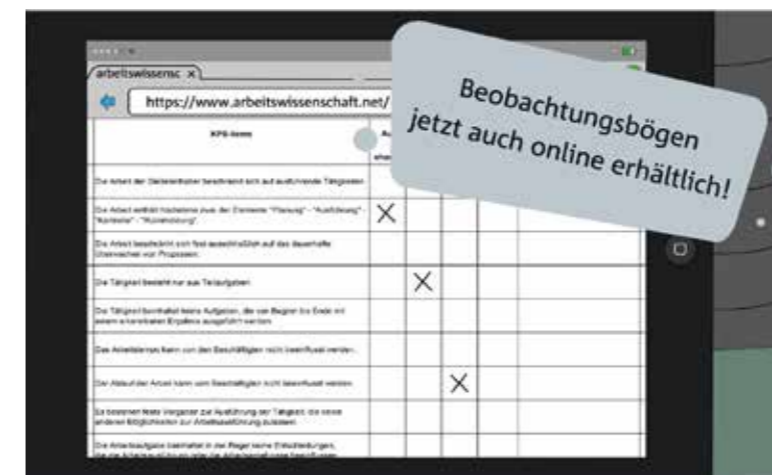 arbeitswissensc x
https://www.arbeitswissenschaft.net/
Beobachtungsbögen
jetzt auch online erhältlich!
KPB-Items
Die Arbeit der Stelleninhaber beschränkt sich auf ausführende Tätigkeiten.
Die Arbeit enthält höchstens zwei der Elemente "Planung" - "Ausführung" -
"Kontrolle" - "Rückmeldung".
Die Arbeit beschränkt sich fast ausschließlich auf das dauerhafte
Überwachen von Prozessen.
Die Tätigkeit besteht nur aus Teilaufgaben.
Die Tätigkeit beinhaltet keine Aufgaben, die von Beginn bis Ende mit
einem erkennbaren Ergebnis ausgeführt werden.
Das Arbeitstempo kann von den Beschäftigten nicht beeinflusst werden.
Der Ablauf der Arbeit kann vom Beschäftigten nicht beeinflusst werden.
Es bestehen feste Vorgaben zur Ausführung der Tätigkeit, die keine
anderen Möglichkeiten zur Arbeitsausführung zulassen.
Die Arbeitsaufgabe beinhaltet in der Regel keine Entscheidungen,